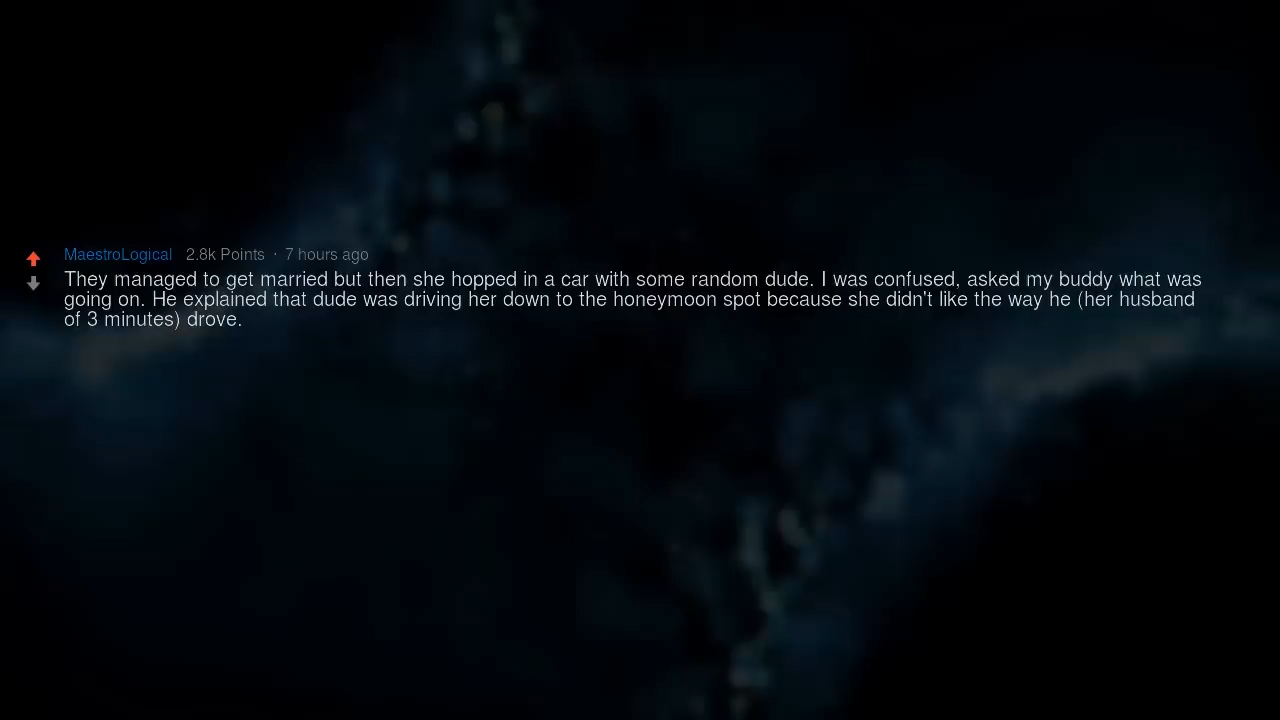 MaestroLogical 2.8k Points · 7 hours ago
They managed to get married but then she hopped in a car with some random dude. I was confused, asked my buddy what was
going on. He explained that dude was driving her down to the honeymoon spot because she didn't like the way he (her husband
of 3 minutes) drove.